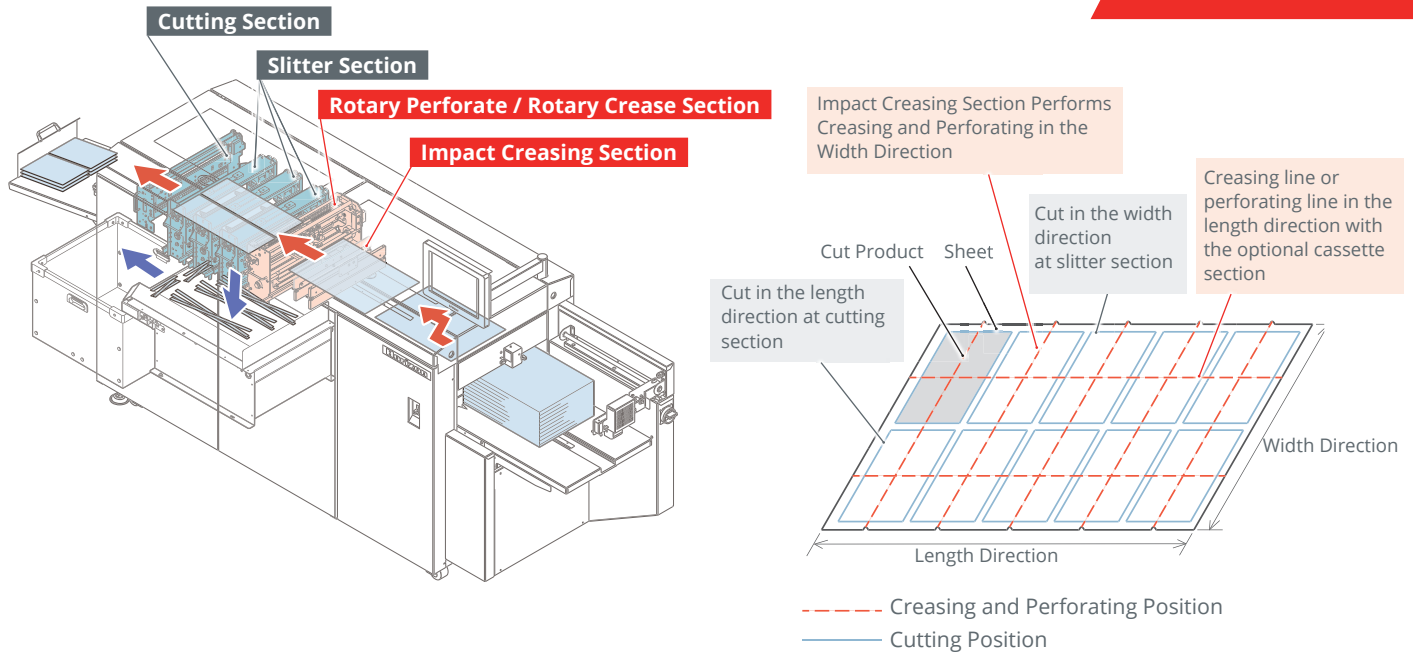 Cutting Section
Slitter Section
Rotary Perforate / Rotary Crease Section
Impact Creasing Section
Impact Creasing Section Performs
Creasing and Perforating in the
Width Direction
Creasing line or
perforating line in the
length direction with
the optional cassette
section
Cut in the width
direction
at slitter section
Cut Product
Sheet
Cut in the length
direction at cutting
section
Width Direction
Length Direction
Creasing and Perforating Position
Cutting Position